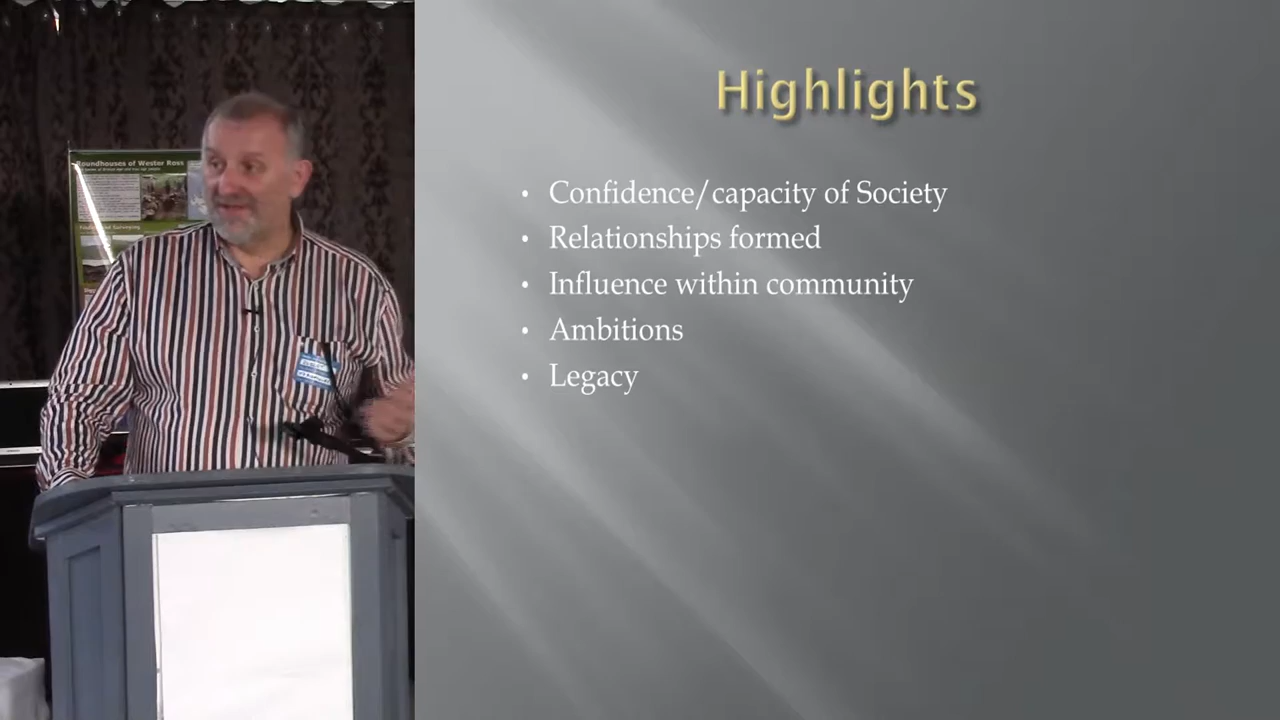 Roundhouses of Wester Ross
Highlights
• Confidence/capacity of Society
• Relationships formed
• Influence within community
• Ambitions
• Legacy